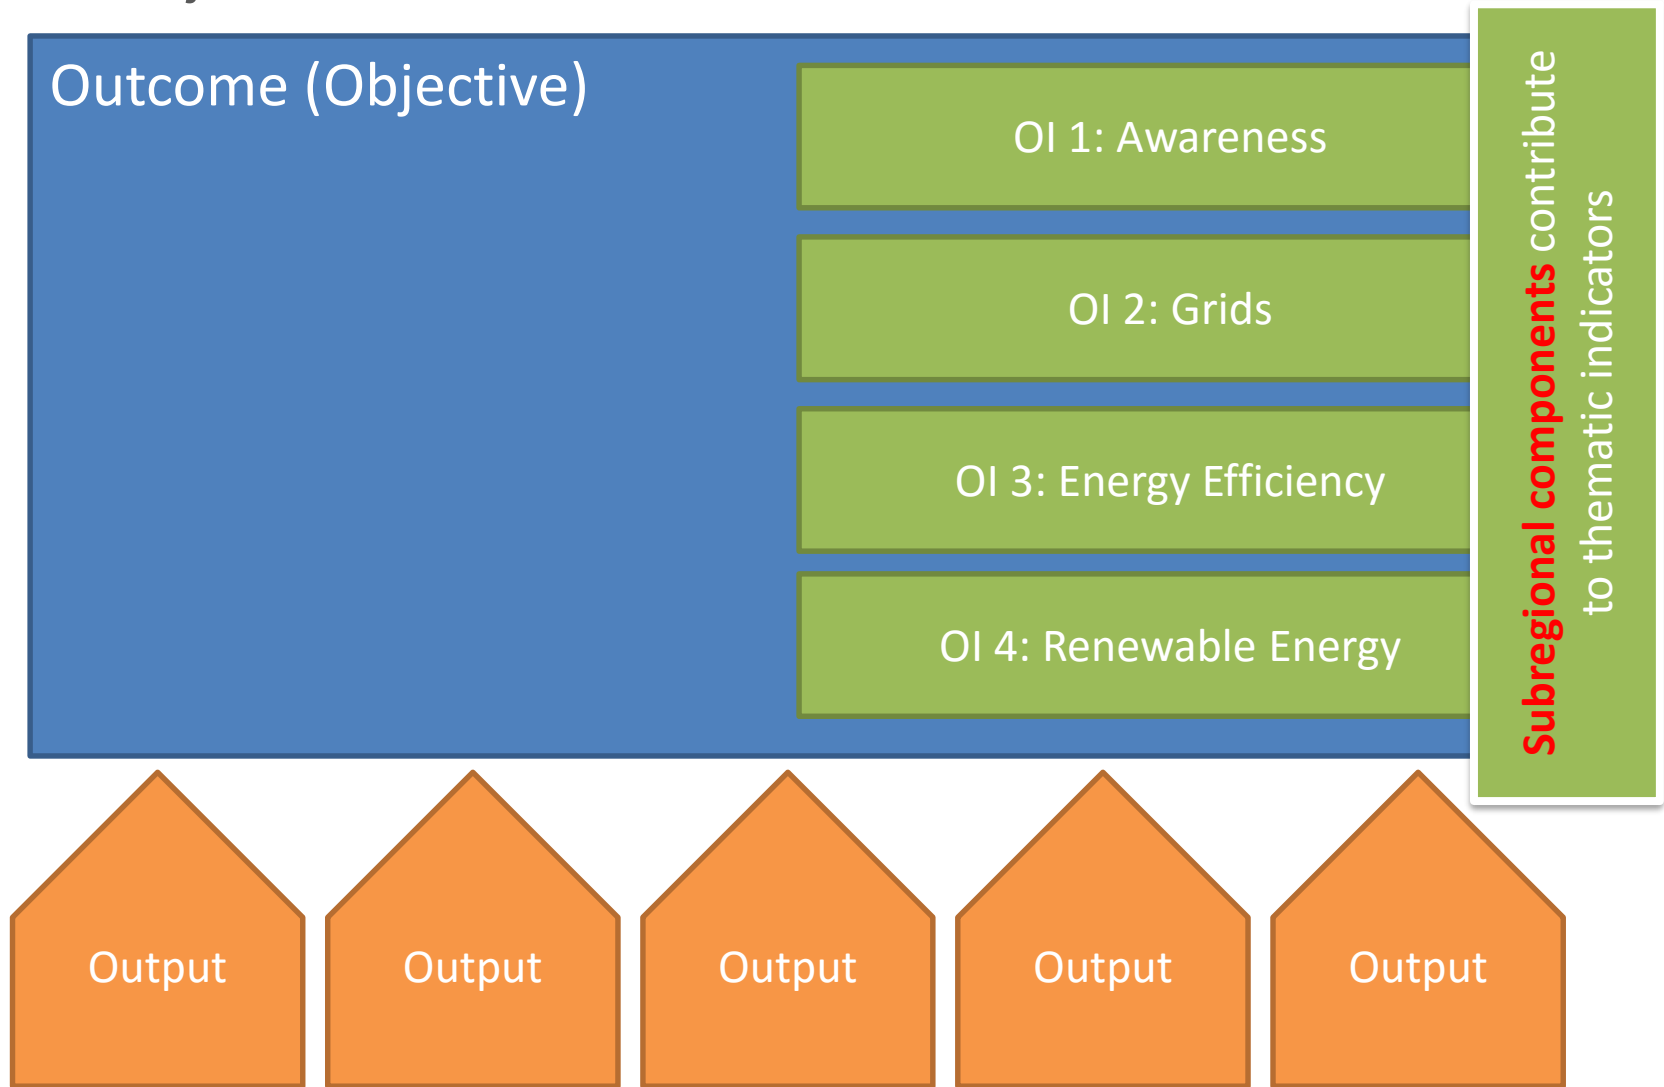 Outcome (Objective)
OI 1: Awareness
OI 2: Grids
OI 3: Energy Efficiency
OI 4: Renewable Energy
Subregional components contribute
to thematic indicators
Output
Output
Output
Output
Output